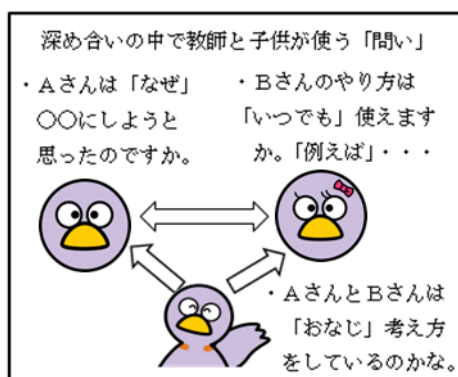 深め合いの中で教師と子供が使う「問い」
・Aさんは「なぜ」
〇〇にしようと
思ったのですか。
・Bさんのやり方は
「いつでも」使えます
か。「例えば」・・・
・AさんとBさんは
「おなじ」考え方
をしているのかな。